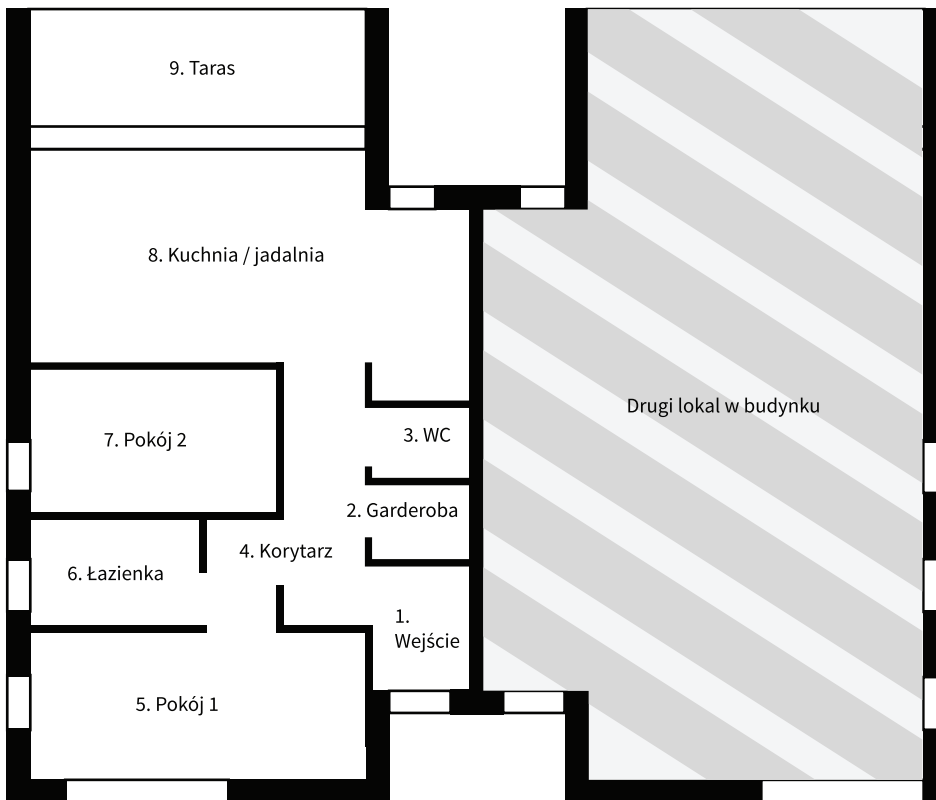 9. Taras
8. Kuchnia / jadalnia
Drugi lokal w budynku
7. Pokój 2
3. WC
2. Garderoba
4. Korytarz
6. Łazienka
1.
Wejście
5. Pokój 1